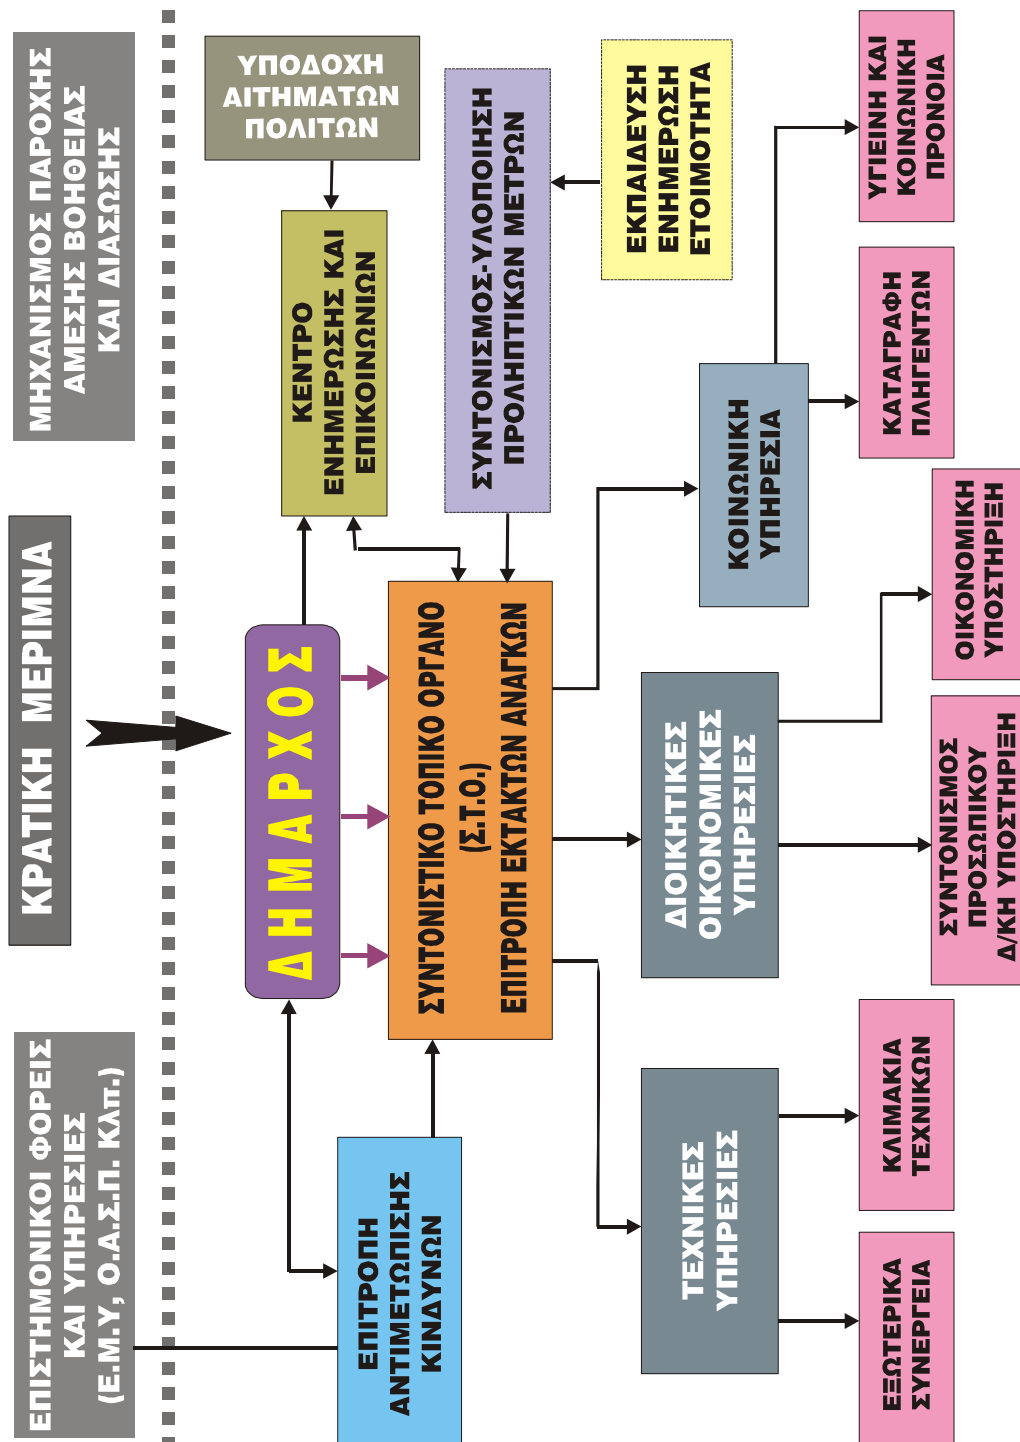 ΕΠΙΣΤΗΜΟΝΙΚΟΙ ΦΟΡΕΙΣ
ΚΑΙ ΥΠΗΡΕΣΙΕΣ
(Ε.Μ.Υ, Ο.Α.Σ.Π. Κλπ.)
ΚΡΑΤΙΚΗ ΜΕΡΙΜΝΑ
ΜΗΧΑΝΙΣΜΟΣ ΠΑΡΟΧΗΣ
ΑΜΕΣΗΣ ΒΟΗΘΕΙΑΣ
ΚΑΙ ΔΙΑΣΩΣΗΣ
ΥΠΟΔΟΧΗ
ΑΙΤΗΜΑΤΩΝ
ΠΟΛΙΤΩΝ
ΔΗΜΑΡΧΟΣ
ΚΕΝΤΡΟ
ΕΝΗΜΕΡΩΣΗΣ ΚΑΙ
ΕΠΙΚΟΙΝΩΝΙΩΝ
ΕΠΙΤΡΟΠΗ
ΑΝΤΙΜΕΤΩΠΙΣΗΣ
ΚΙΝΔΥΝΩΝ
ΣΥΝΤΟΝΙΣΤΙΚΟ ΤΟΠΙΚΟ ΟΡΓΑΝΟ
(Σ.Τ.Ο.)
ΕΠΙΤΡΟΠΗ ΕΚΤΑΚΤΩΝ ΑΝΑΓΚΩΝ
ΣΥΝΤΟΝΙΣΜΟΣ-ΥΛΟΠΟΙΗΣΗ
ΠΡΟΛΗΠΤΙΚΩΝ ΜΕΤΡΩΝ
ΕΚΠΑΙΔΕΥΣΗ
ΕΝΗΜΕΡΩΣΗ
ΕΤΟΙΜΟΤΗΤΑ
ΤΕΧΝΙΚΕΣ
ΥΠΗΡΕΣΙΕΣ
ΔΙΟΙΚΗΤΙΚΕΣ
ΟΙΚΟΝΟΜΙΚΕΣ
ΥΠΗΡΕΣΙΕΣ
ΚΟΙΝΩΝΙΚΗ
ΥΠΗΡΕΣΙΑ
ΕΞΩΤΕΡΙΚΑ
ΣΥΝΕΡΓΕΙΑ
ΚΛΙΜΑΚΙΑ
ΤΕΧΝΙΚΩΝ
ΣΥΝΤΟΝΙΣΜΟΣ
ΠΡΟΣΩΠΙΚΟΥ
Δ/ΚΗ ΥΠΟΣΤΗΡΙΞΗ
ΟΙΚΟΝΟΜΙΚΗ
ΥΠΟΣΤΗΡΙΞΗ
ΚΑΤΑΓΡΑΦΗ
ΠΛΗΓΕΝΤΩΝ
ΥΓΙΕΙΝΗ ΚΑΙ
ΚΟΙΝΩΝΙΚΗ
ΠΡΟΝΟΙΑ